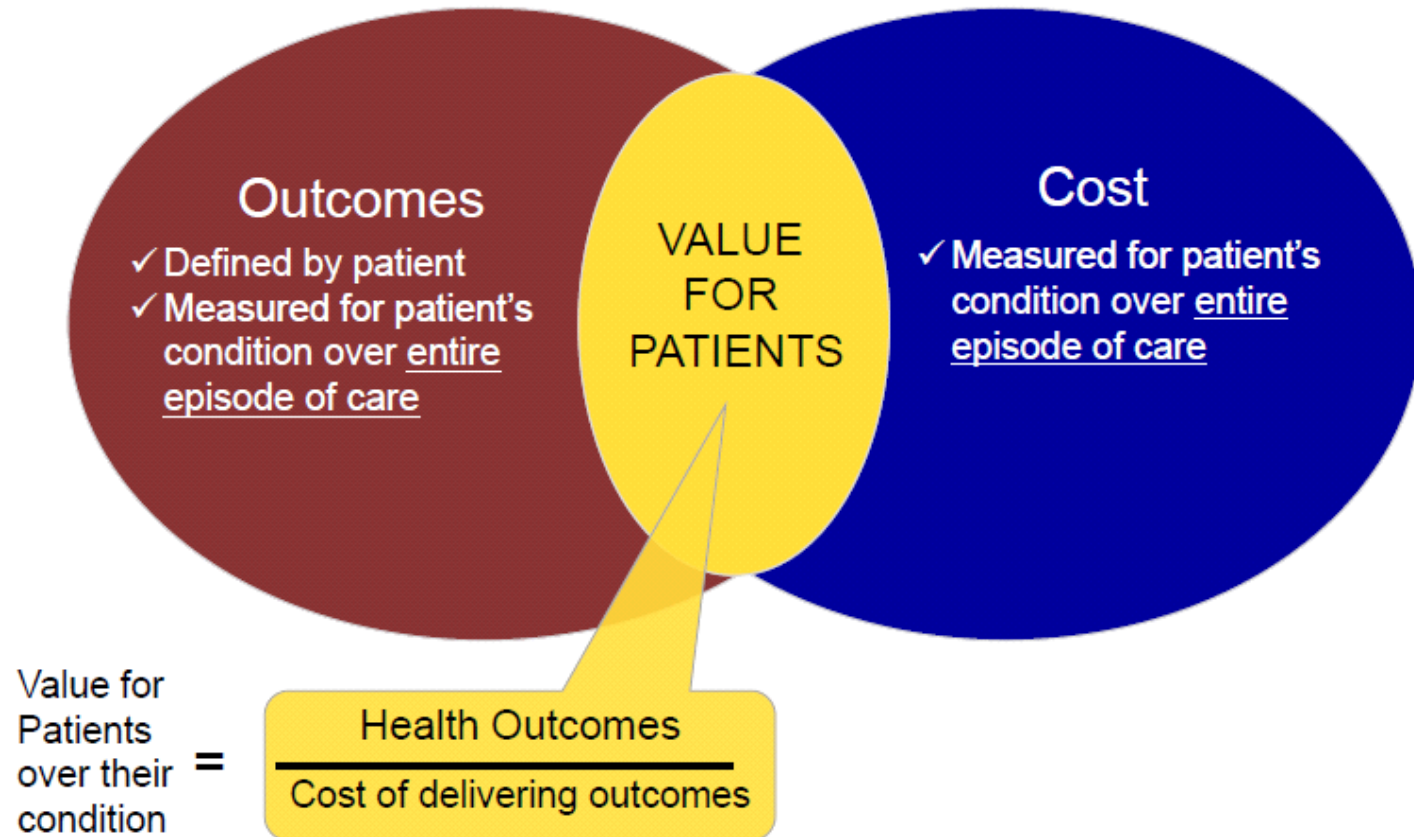 Outcomes
✓ Defined by patient
✓ Measured for patient's
condition over entire
episode of care
VALUE
FOR
PATIENTS
Cost
✓ Measured for patient's
condition over entire
episode of care
Value for
Patients
over their
condition
=
Health Outcomes
Cost of delivering outcomes